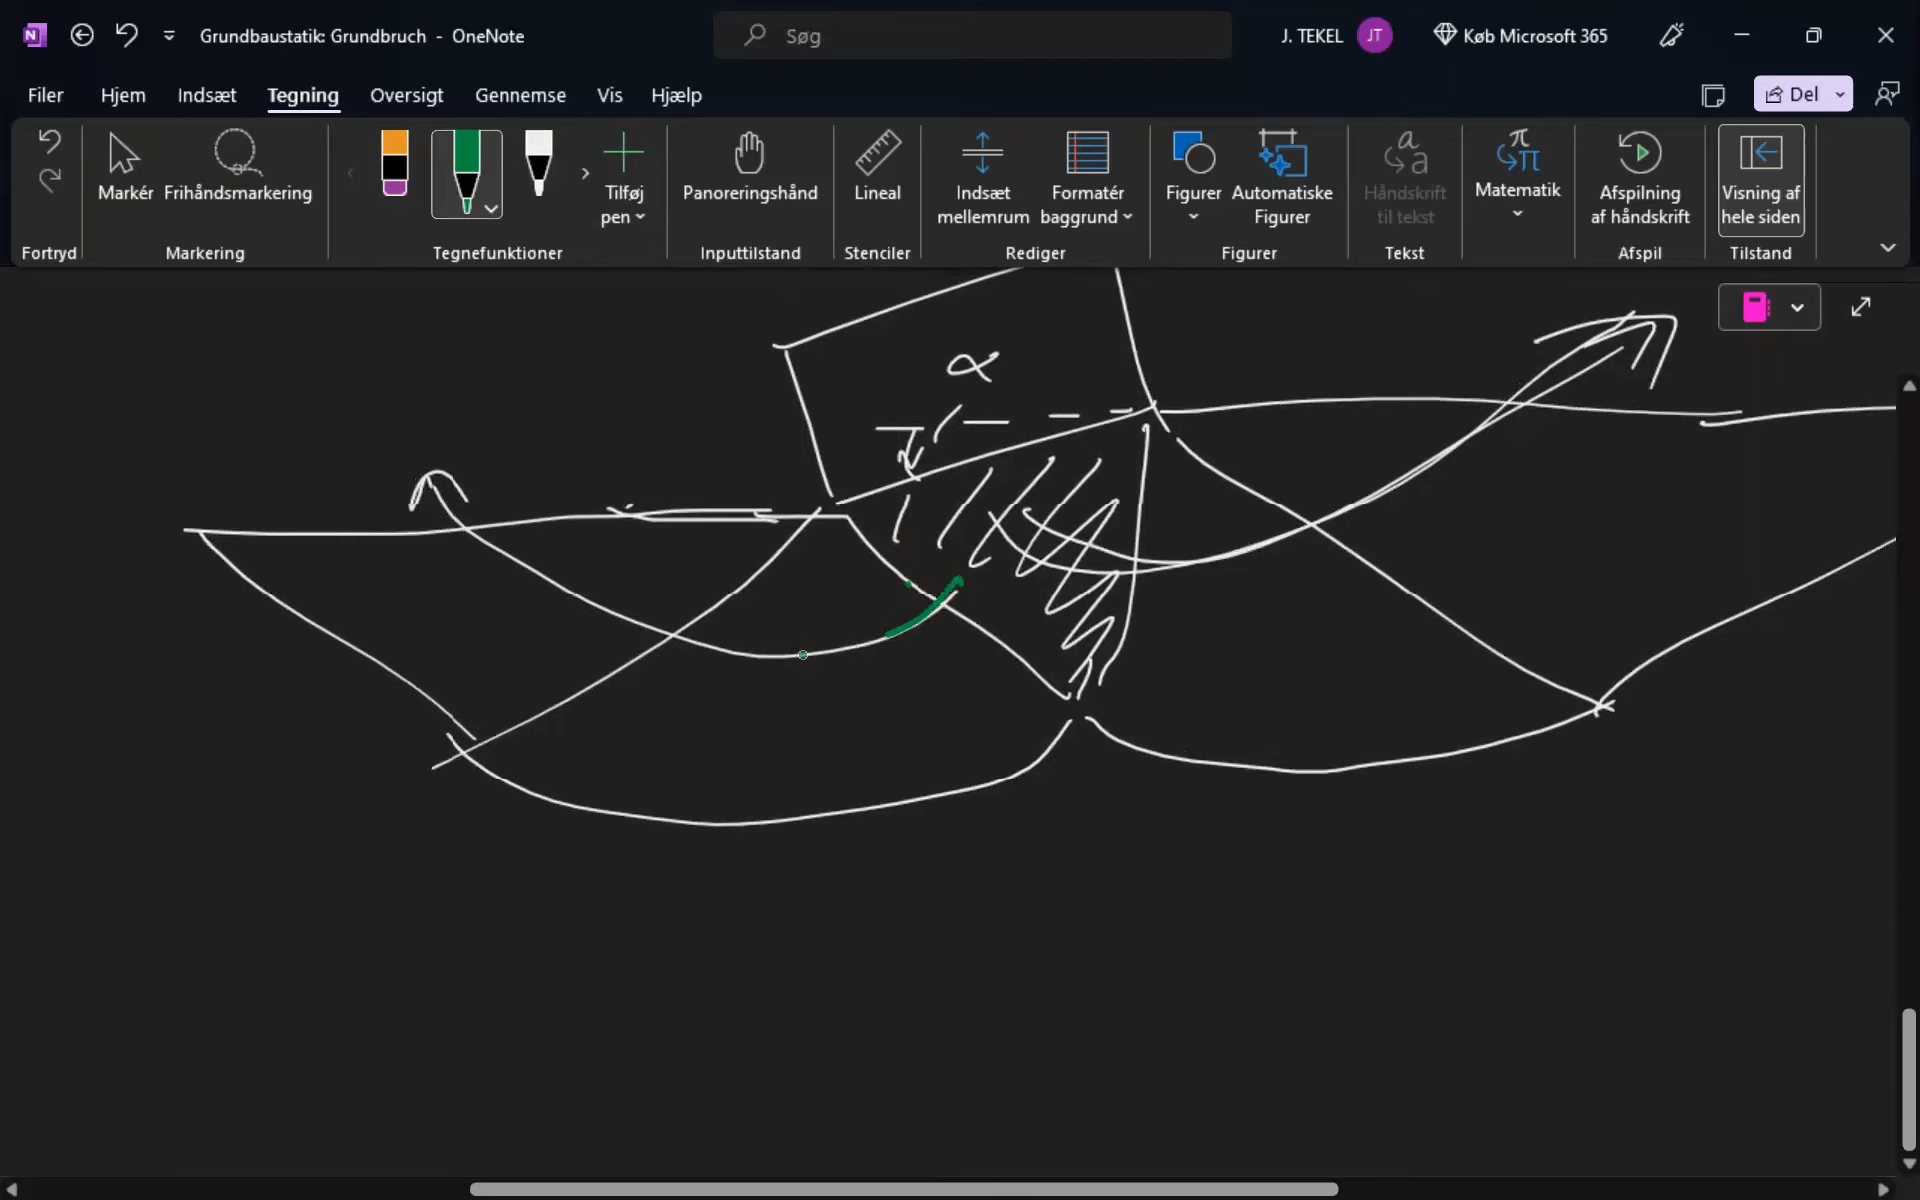 Grundbaustatik: Grundbruch - OneNote
Søg
J. TEKEL
JT
Køb Microsoft 365
Filer
Hjem
Indsæt
Tegning
Oversigt
Gennemse
Vis
Hjælp
Del
Markér
Frihåndsmarkering
Tilføj
pen
Panoreringshånd
Lineal
Indsæt
mellemrum
Formatér
baggrund
Figurer
Automatiske
Figurer
Håndskrift
til tekst
Matematik
Afspilning
af håndskrift
Visning af
hele siden
Fortryd
Markering
Tegnefunktioner
Inputtilstand
Stenciler
Rediger
Figurer
Tekst
Afspil
Tilstand
α